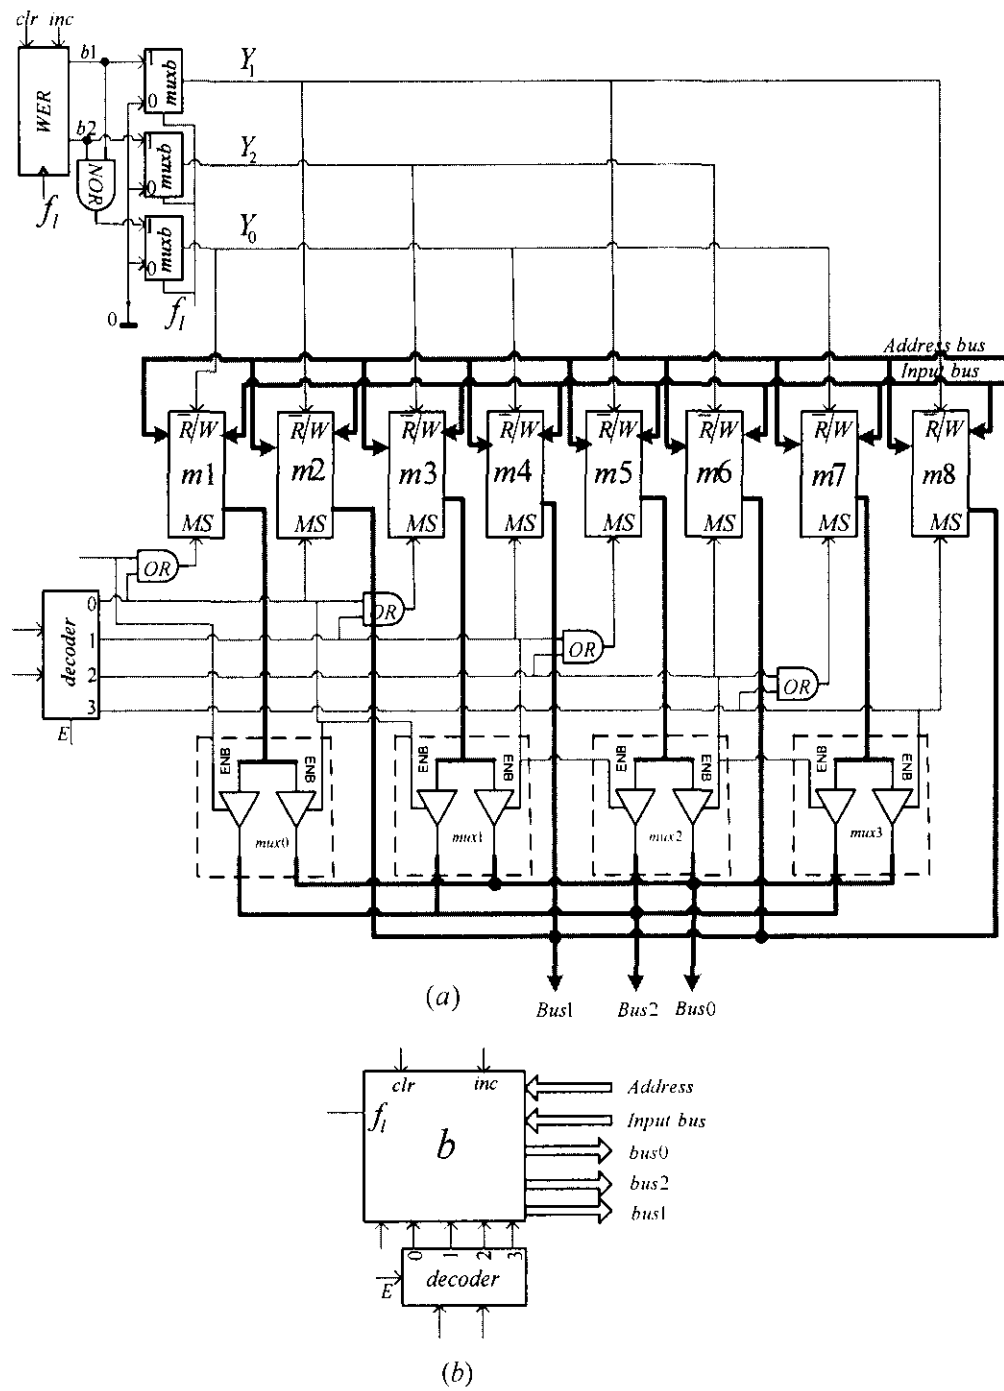 clr inc
b1
1
muxb
0
Y1
WER
b2
1
muxb
0
Y2
NOR
f1
1
muxb
0
Y0
0
f1
Address bus
Input bus
R/W R/W R/W R/W R/W R/W R/W R/W
m1 m2 m3 m4 m5 m6 m7 m8
MS MS MS MS MS MS MS MS
OR
OR
OR
OR
decoder
0
1
2
3
E
ENB ENB ENB ENB ENB ENB ENB ENB
mux0 mux1 mux2 mux3
(a)
Bus1 Bus2 Bus0
clr inc
Address
f1
Input bus
b
bus0
bus2
bus1
0 1 2 3
E
decoder
(b)